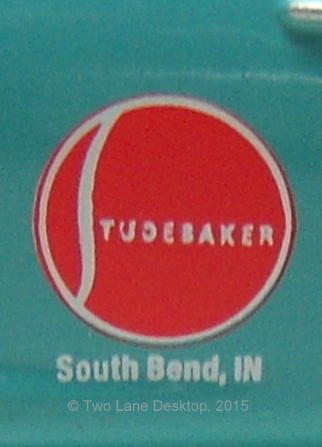 STUDEBAKER
South Bend, IN
© Two Lane Desktop, 2015